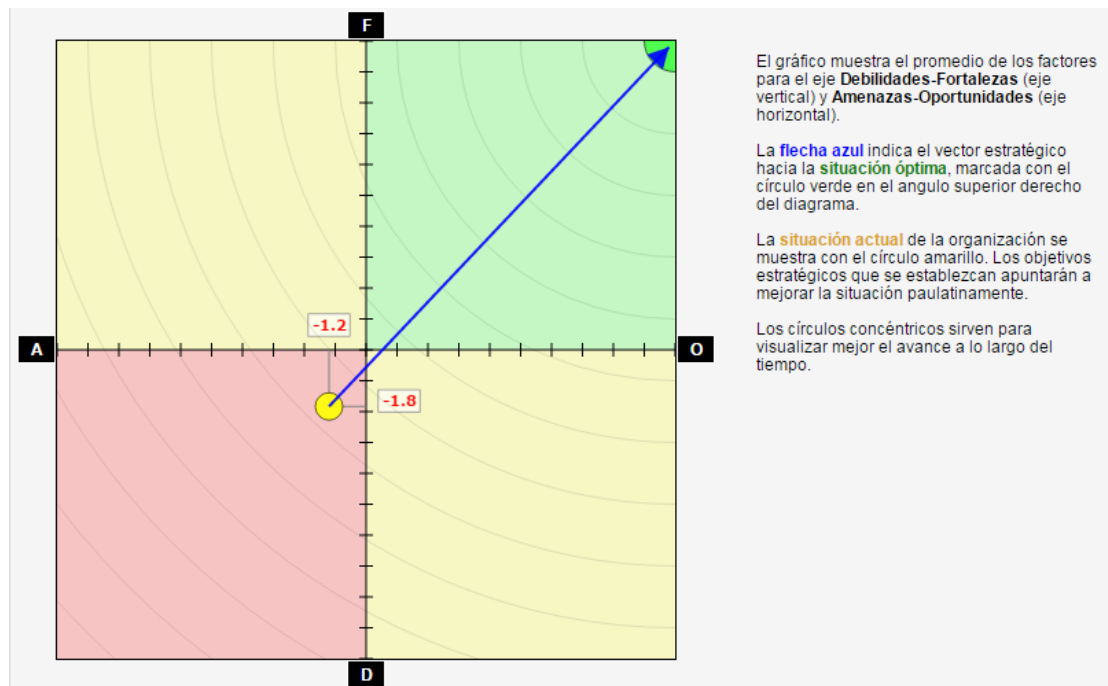 F
A
O
D
-1.2
-1.8
El gráfico muestra el promedio de los factores
para el eje Debilidades-Fortalezas (eje
vertical) y Amenazas-Oportunidades (eje
horizontal).
La flecha azul indica el vector estratégico
hacia la situación óptima, marcada con el
círculo verde en el angulo superior derecho
del diagrama.
La situación actual de la organización se
muestra con el círculo amarillo. Los objetivos
estratégicos que se establezcan apuntarán a
mejorar la situación paulatinamente.
Los círculos concéntricos sirven para
visualizar mejor el avance a lo largo del
tiempo.